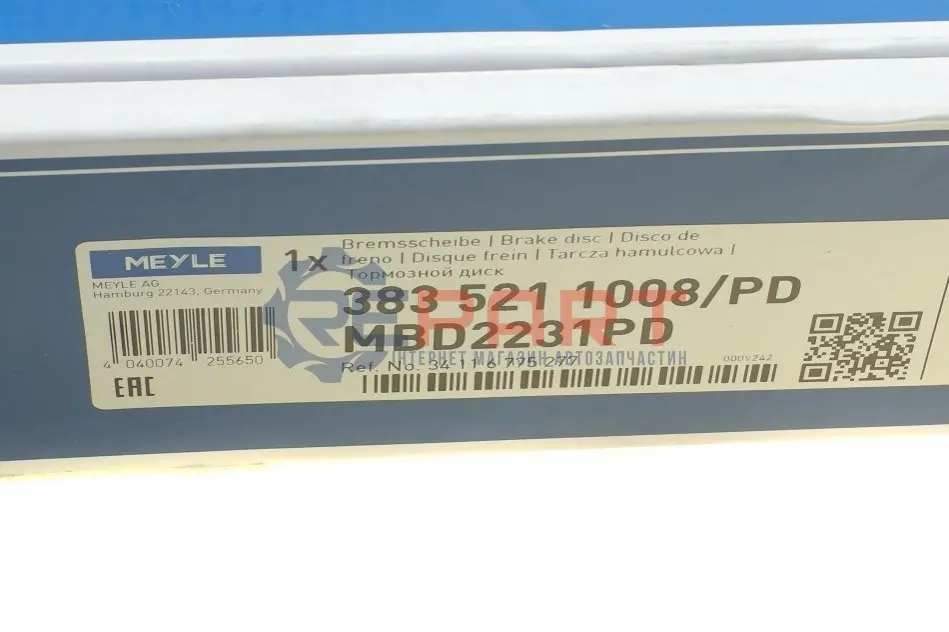 MEYLE
MEYLE AG
Hamburg 22143, Germany
4 040074 255650
EAC
1x
Bremsscheibe | Brake disc | Disco de
freno | Disque frein | Tarcza hamulcowa |
Тормозной диск
383 521 1008/PD
MBD2231PD
Ref. No. 34 11 6 775 277
000V242
PART
ІНТЕРНЕТ МАГАЗИН АВТОЗАПЧАСТИН